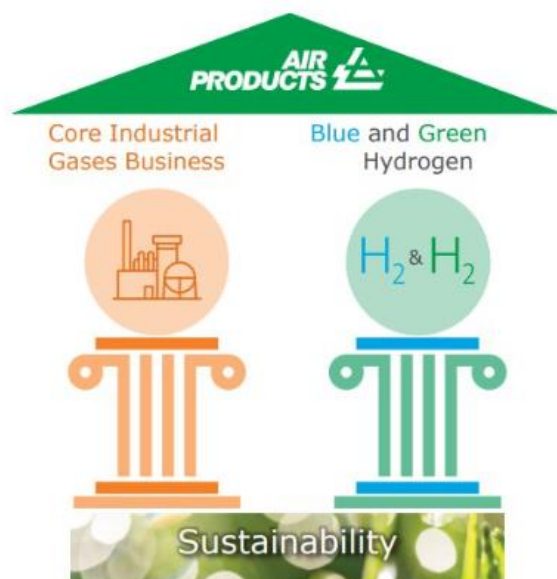 AIR
PRODUCTS
Core Industrial
Gases Business
Blue and Green
Hydrogen
H₂ & H₂
Sustainability